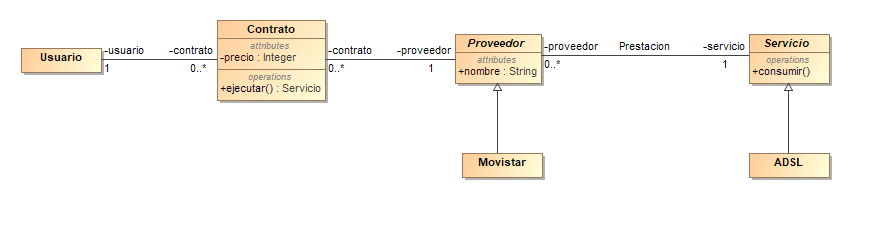 Usuario
-usuario
1
-contrato
0..*
Contrato
attributes
-precio : Integer
operations
+ejecutar() : Servicio
-contrato
0..*
-proveedor
1
Proveedor
attributes
+nombre : String
-proveedor
0..*
Prestacion
-servicio
1
Servicio
operations
+consumir()
Movistar
ADSL